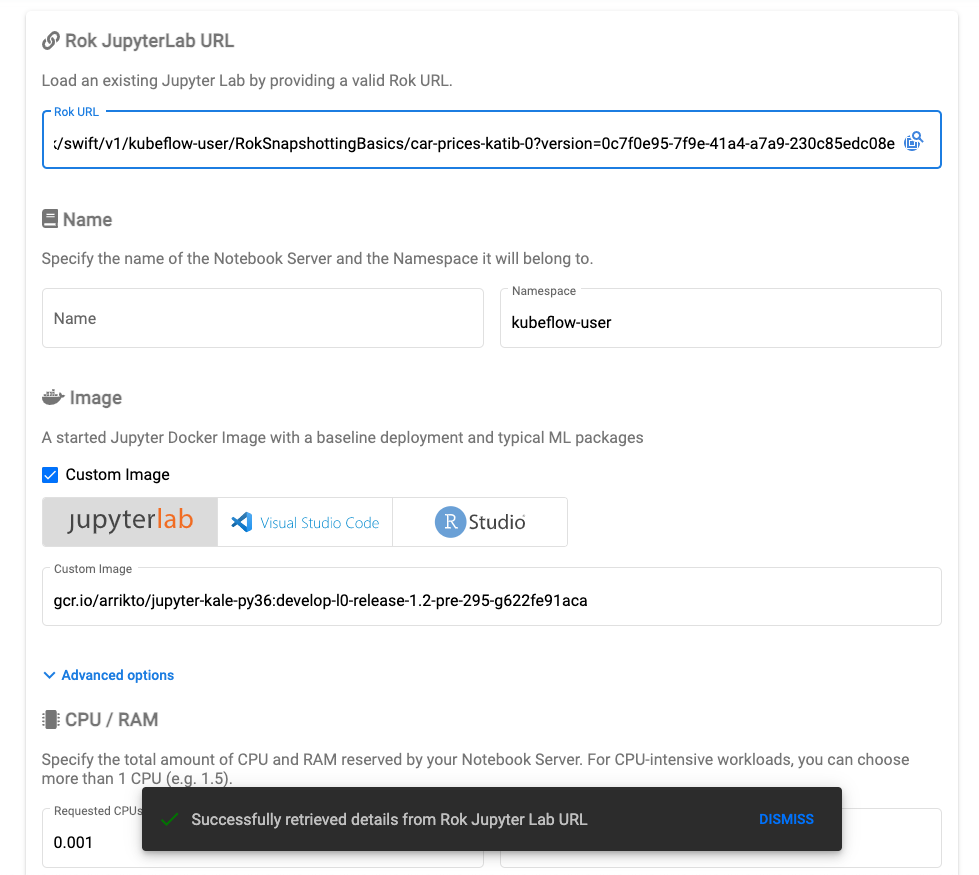 Rok JupyterLab URL
Load an existing Jupyter Lab by providing a valid Rok URL.
Rok URL
/swift/v1/kubeflow-user/RokSnapshottingBasics/car-prices-katib-0?version=0c7f0e95-7f9e-41a4-a7a9-230c85edc08e
Name
Specify the name of the Notebook Server and the Namespace it will belong to.
Name
Namespace
kubeflow-user
Image
A started Jupyter Docker Image with a baseline deployment and typical ML packages
Custom Image
jupyterlab
Visual Studio Code
R Studio
Custom Image
gcr.io/arrikto/jupyter-kale-py36:develop-l0-release-1.2-pre-295-g622fe91aca
Advanced options
CPU / RAM
Specify the total amount of CPU and RAM reserved by your Notebook Server. For CPU-intensive workloads, you can choose
more than 1 CPU (e.g. 1.5).
Requested CPUs
0.001
Successfully retrieved details from Rok Jupyter Lab URL
DISMISS